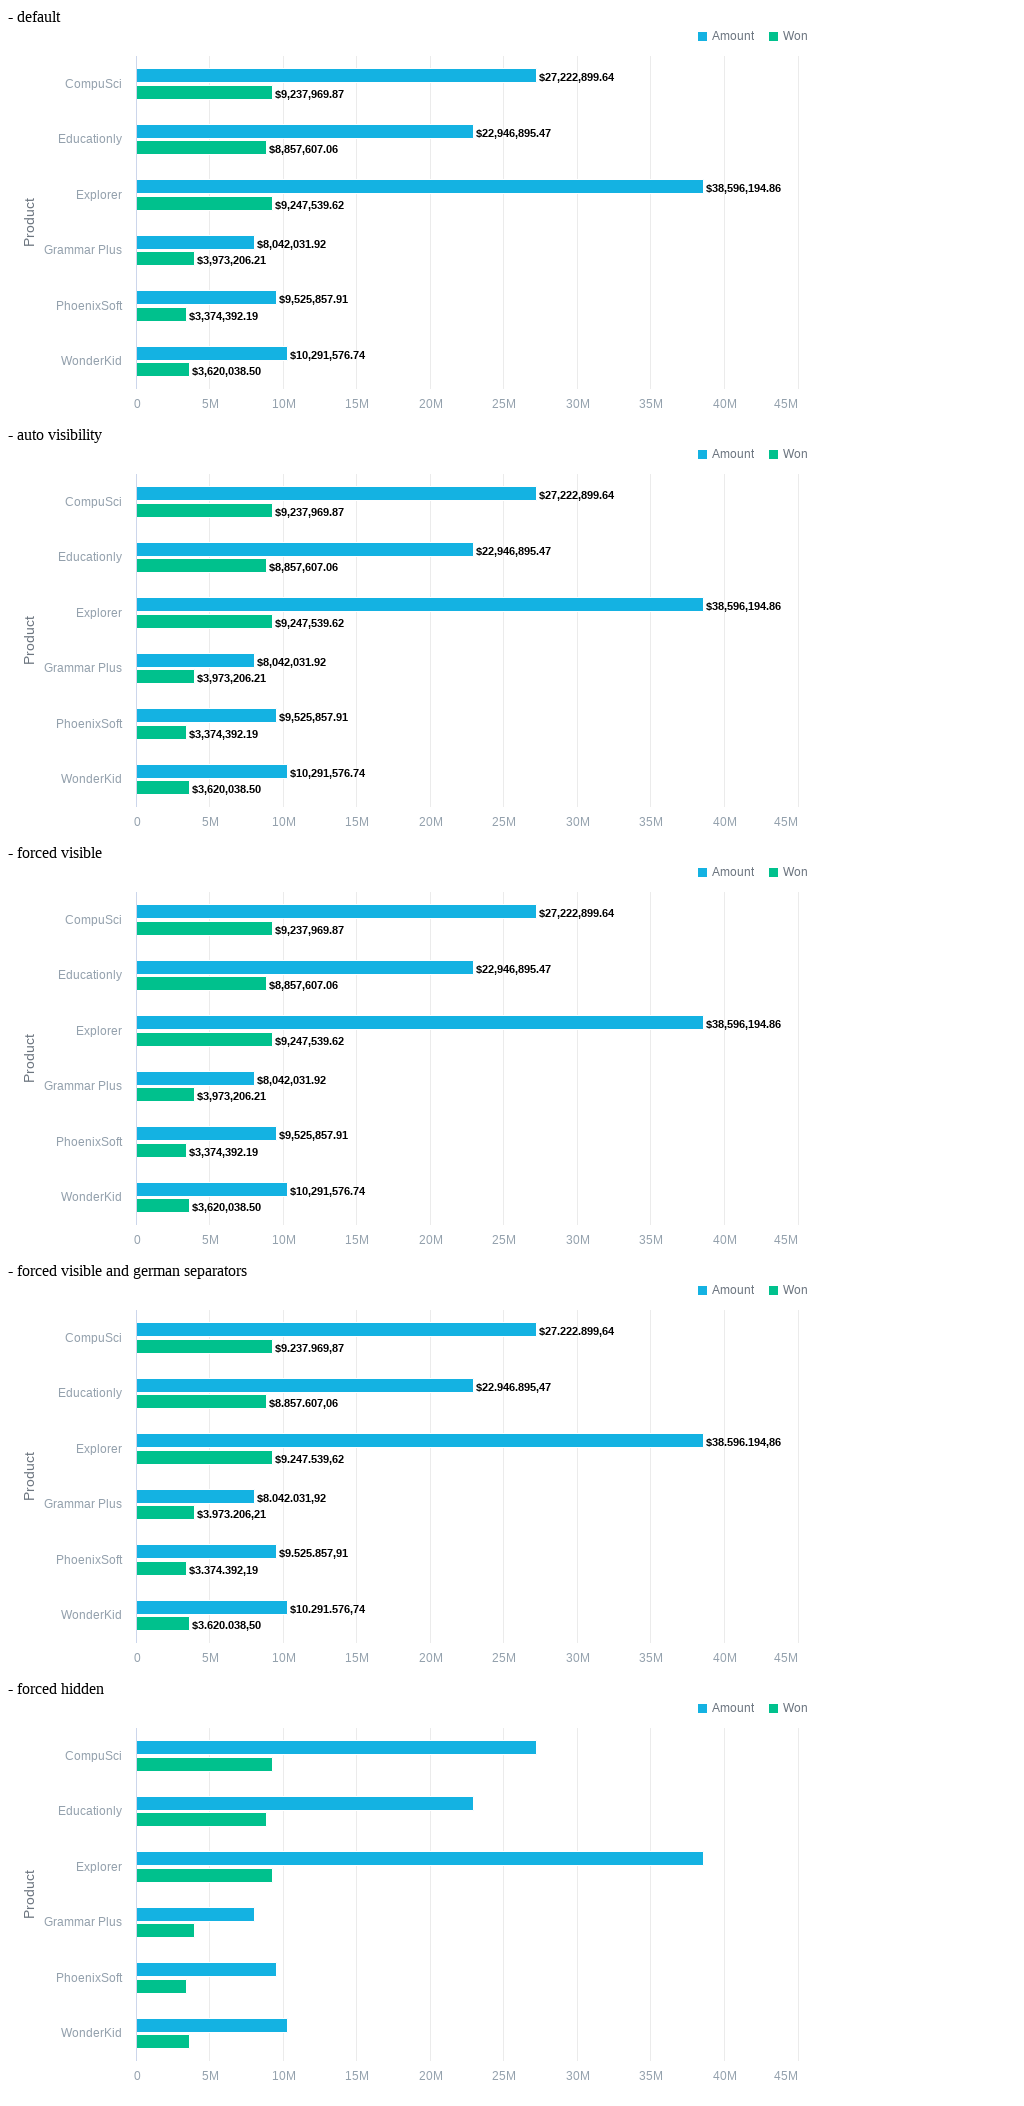 - default
Amount Won
CompuSci
$27,222,899.64
$9,237,969.87
Educationly
$22,946,895.47
$8,857,607.06
Explorer
$38,596,194.86
$9,247,539.62
Product
Grammar Plus
$8,042,031.92
$3,973,206.21
PhoenixSoft
$9,525,857.91
$3,374,392.19
WonderKid
$10,291,576.74
$3,620,038.50
0 5M 10M 15M 20M 25M 30M 35M 40M 45M
- auto visibility
Amount Won
CompuSci
$27,222,899.64
$9,237,969.87
Educationly
$22,946,895.47
$8,857,607.06
Explorer
$38,596,194.86
$9,247,539.62
Product
Grammar Plus
$8,042,031.92
$3,973,206.21
PhoenixSoft
$9,525,857.91
$3,374,392.19
WonderKid
$10,291,576.74
$3,620,038.50
0 5M 10M 15M 20M 25M 30M 35M 40M 45M
- forced visible
Amount Won
CompuSci
$27,222,899.64
$9,237,969.87
Educationly
$22,946,895.47
$8,857,607.06
Explorer
$38,596,194.86
$9,247,539.62
Product
Grammar Plus
$8,042,031.92
$3,973,206.21
PhoenixSoft
$9,525,857.91
$3,374,392.19
WonderKid
$10,291,576.74
$3,620,038.50
0 5M 10M 15M 20M 25M 30M 35M 40M 45M
- forced visible and german separators
Amount Won
CompuSci
$27.222.899,64
$9.237.969,87
Educationly
$22.946.895,47
$8.857.607,06
Explorer
$38.596.194,86
$9.247.539,62
Product
Grammar Plus
$8.042.031,92
$3.973.206,21
PhoenixSoft
$9.525.857,91
$3.374.392,19
WonderKid
$10.291.576,74
$3.620.038,50
0 5M 10M 15M 20M 25M 30M 35M 40M 45M
- forced hidden
Amount Won
CompuSci
Educationly
Explorer
Product
Grammar Plus
PhoenixSoft
WonderKid
0 5M 10M 15M 20M 25M 30M 35M 40M 45M